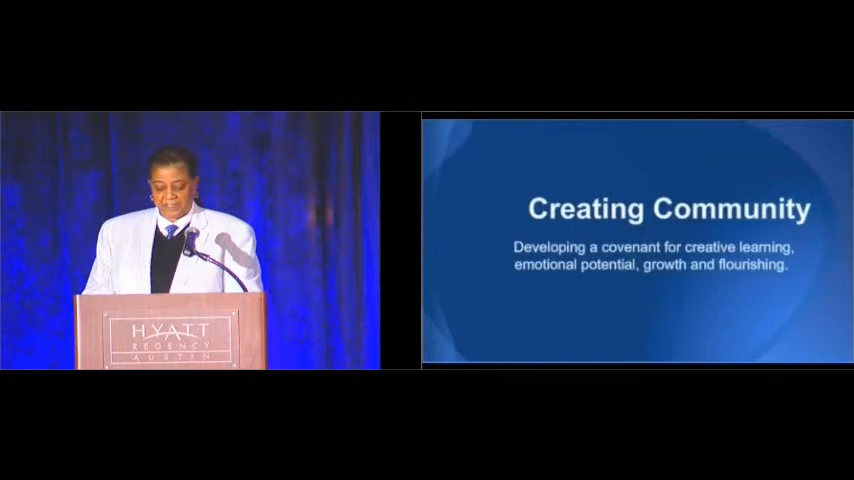 HYATT
REGENCY
AUSTIN
Creating Community
Developing a covenant for creative learning,
emotional potential, growth and flourishing.